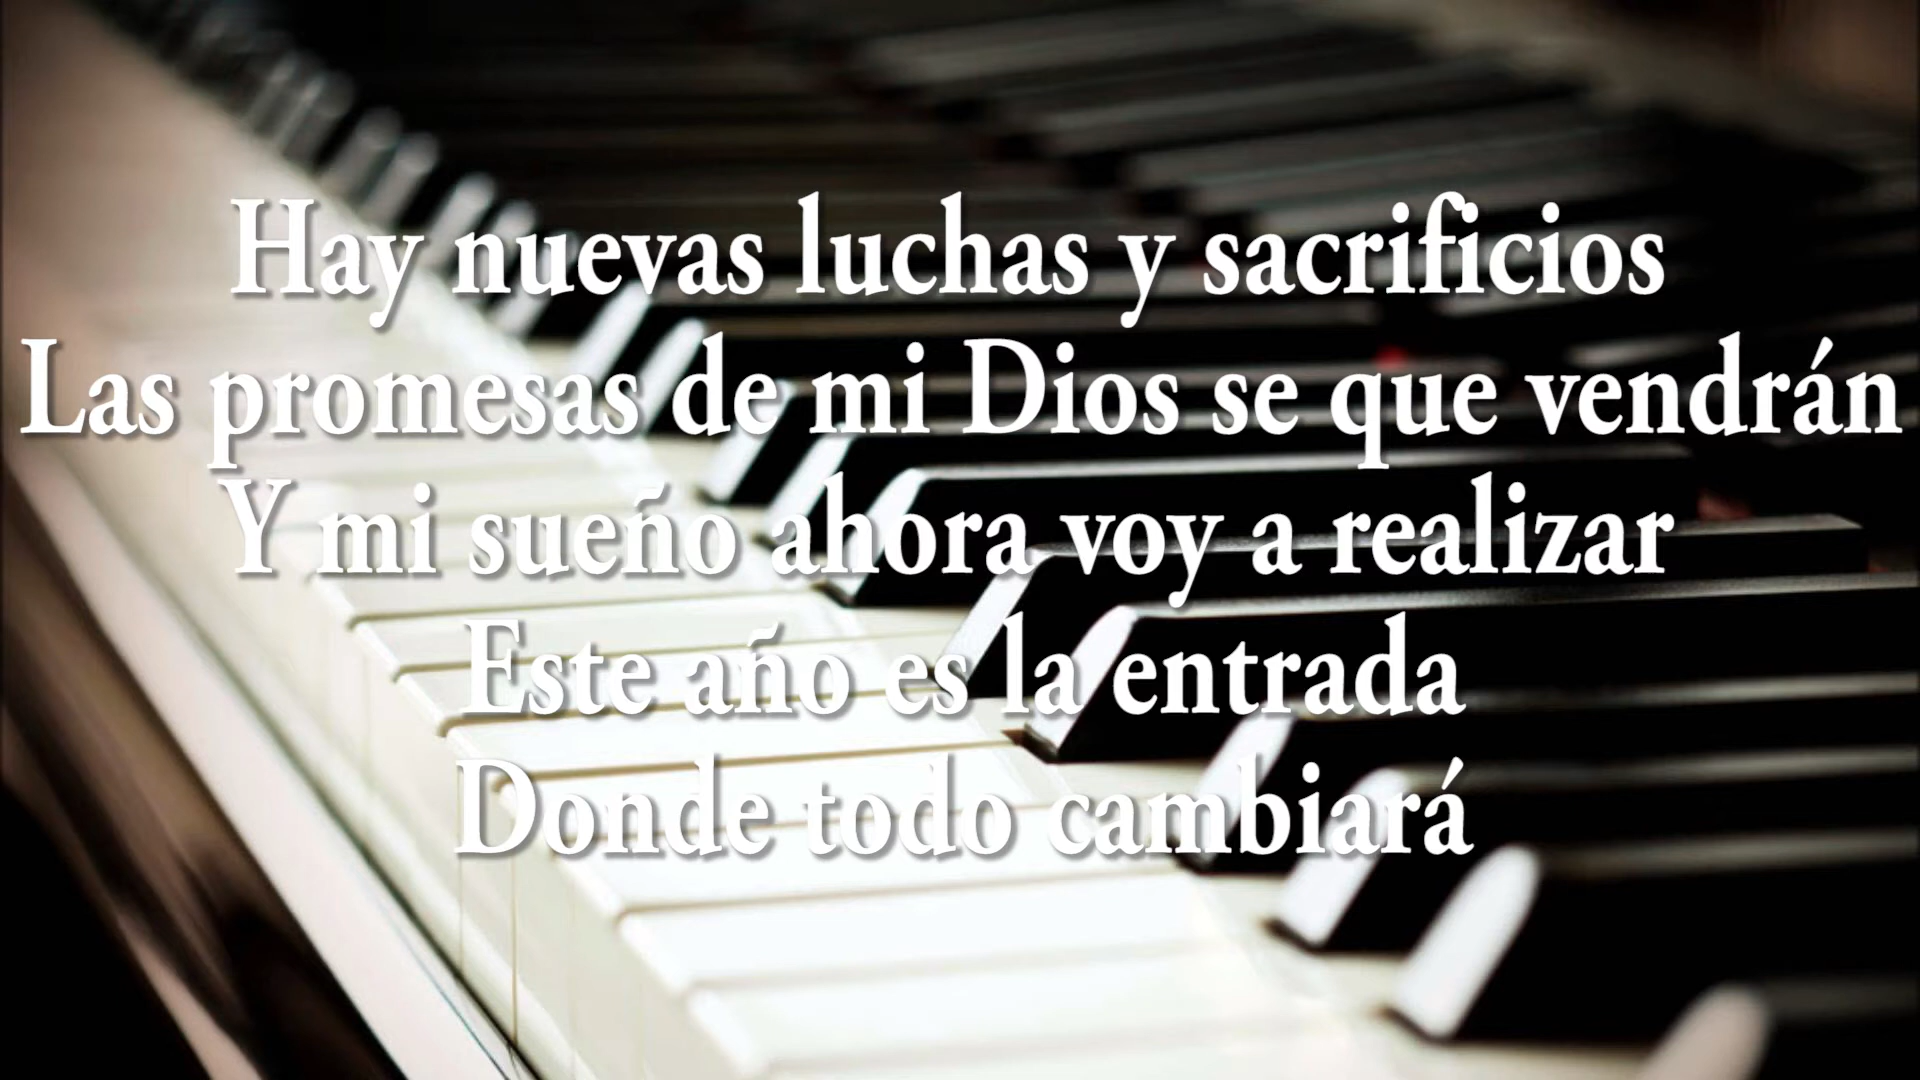 Hay nuevas luchas y sacrificios
Las promesas de mi Dios se que vendrán
Y mi sueño ahora voy a realizar
Este año es la entrada
Donde todo cambiará